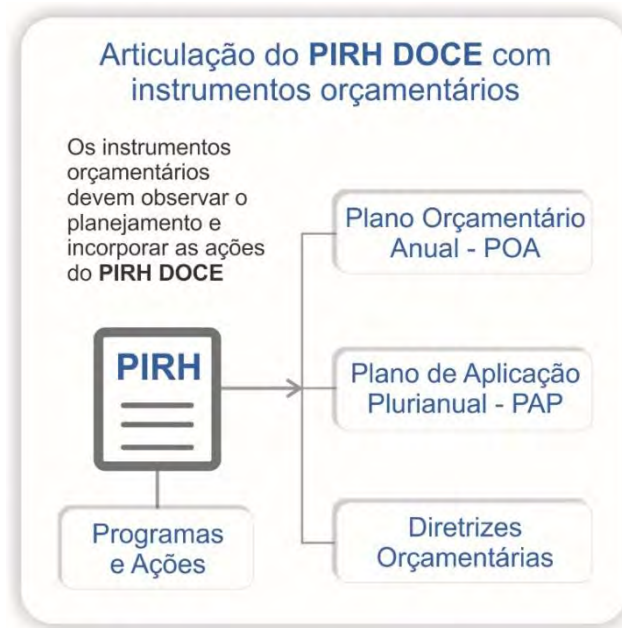 Articulação do PIRH DOCE com
instrumentos orçamentários
Os instrumentos
orçamentários
devem observar o
planejamento e
incorporar as ações
do PIRH DOCE
Plano Orçamentário
Anual - POA
PIRH
Plano de Aplicação
Plurianual - PAP
Programas
e Ações
Diretrizes
Orçamentárias